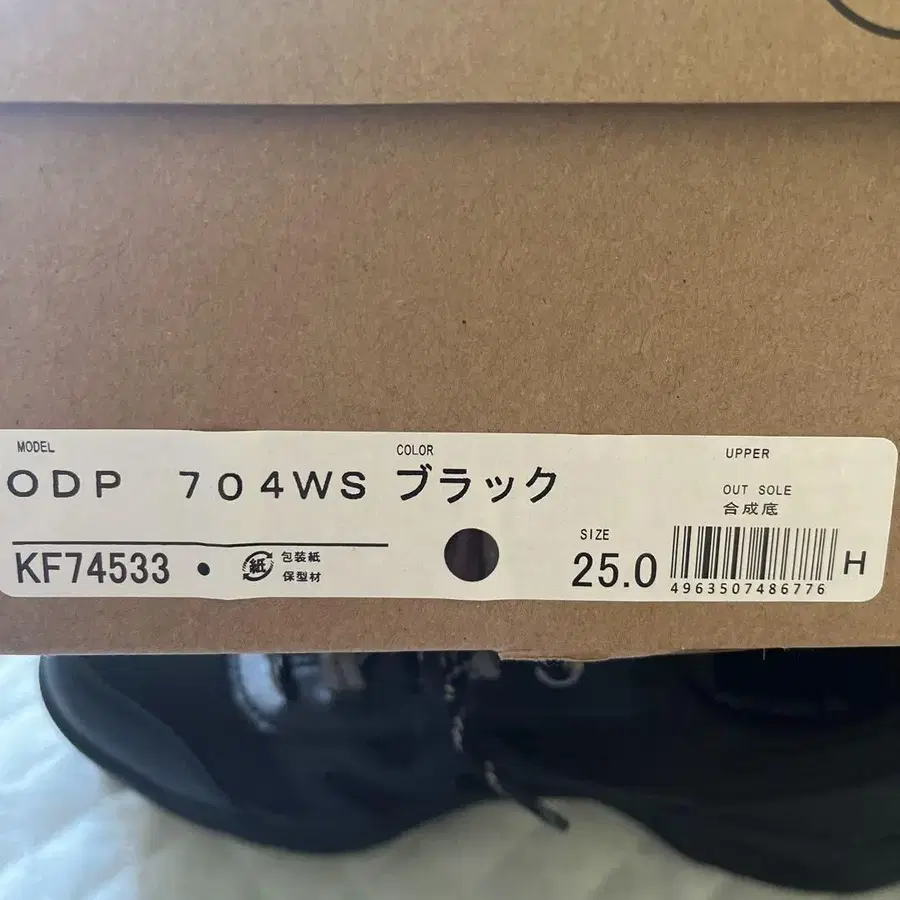 MODEL
ODP 704WS
COLOR
ブラック
UPPER
OUT SOLE
合成底
KF74533 •
紙
包装紙
保型材
SIZE
25.0
4963507486776
H